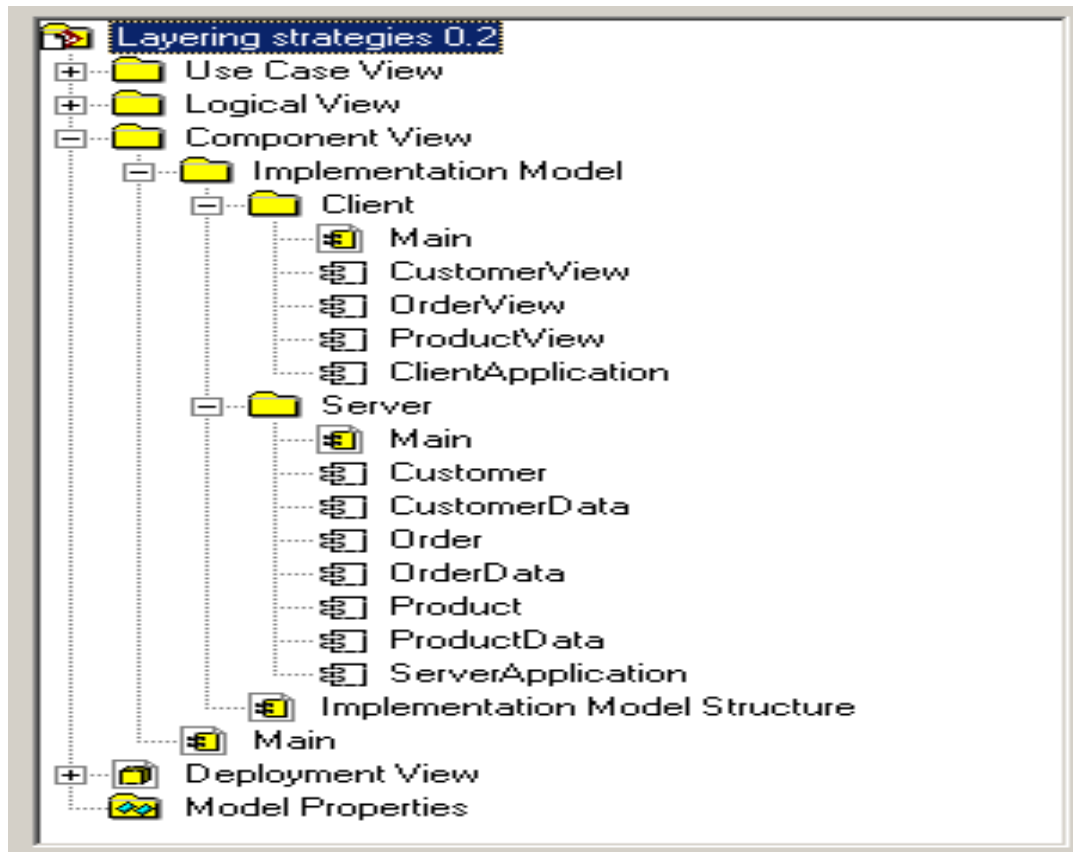 Layering strategies 0.2
Use Case View
Logical View
Component View
Implementation Model
Client
Main
CustomerView
OrderView
ProductView
ClientApplication
Server
Main
Customer
CustomerData
Order
OrderData
Product
ProductData
ServerApplication
Implementation Model Structure
Main
Deployment View
Model Properties